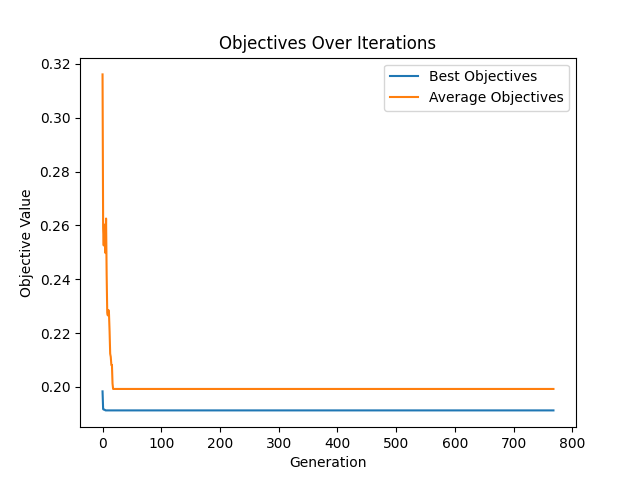 Objectives Over Iterations
Best Objectives
Average Objectives
Objective Value
0.32
0.30
0.28
0.26
0.24
0.22
0.20
0 100 200 300 400 500 600 700 800
Generation